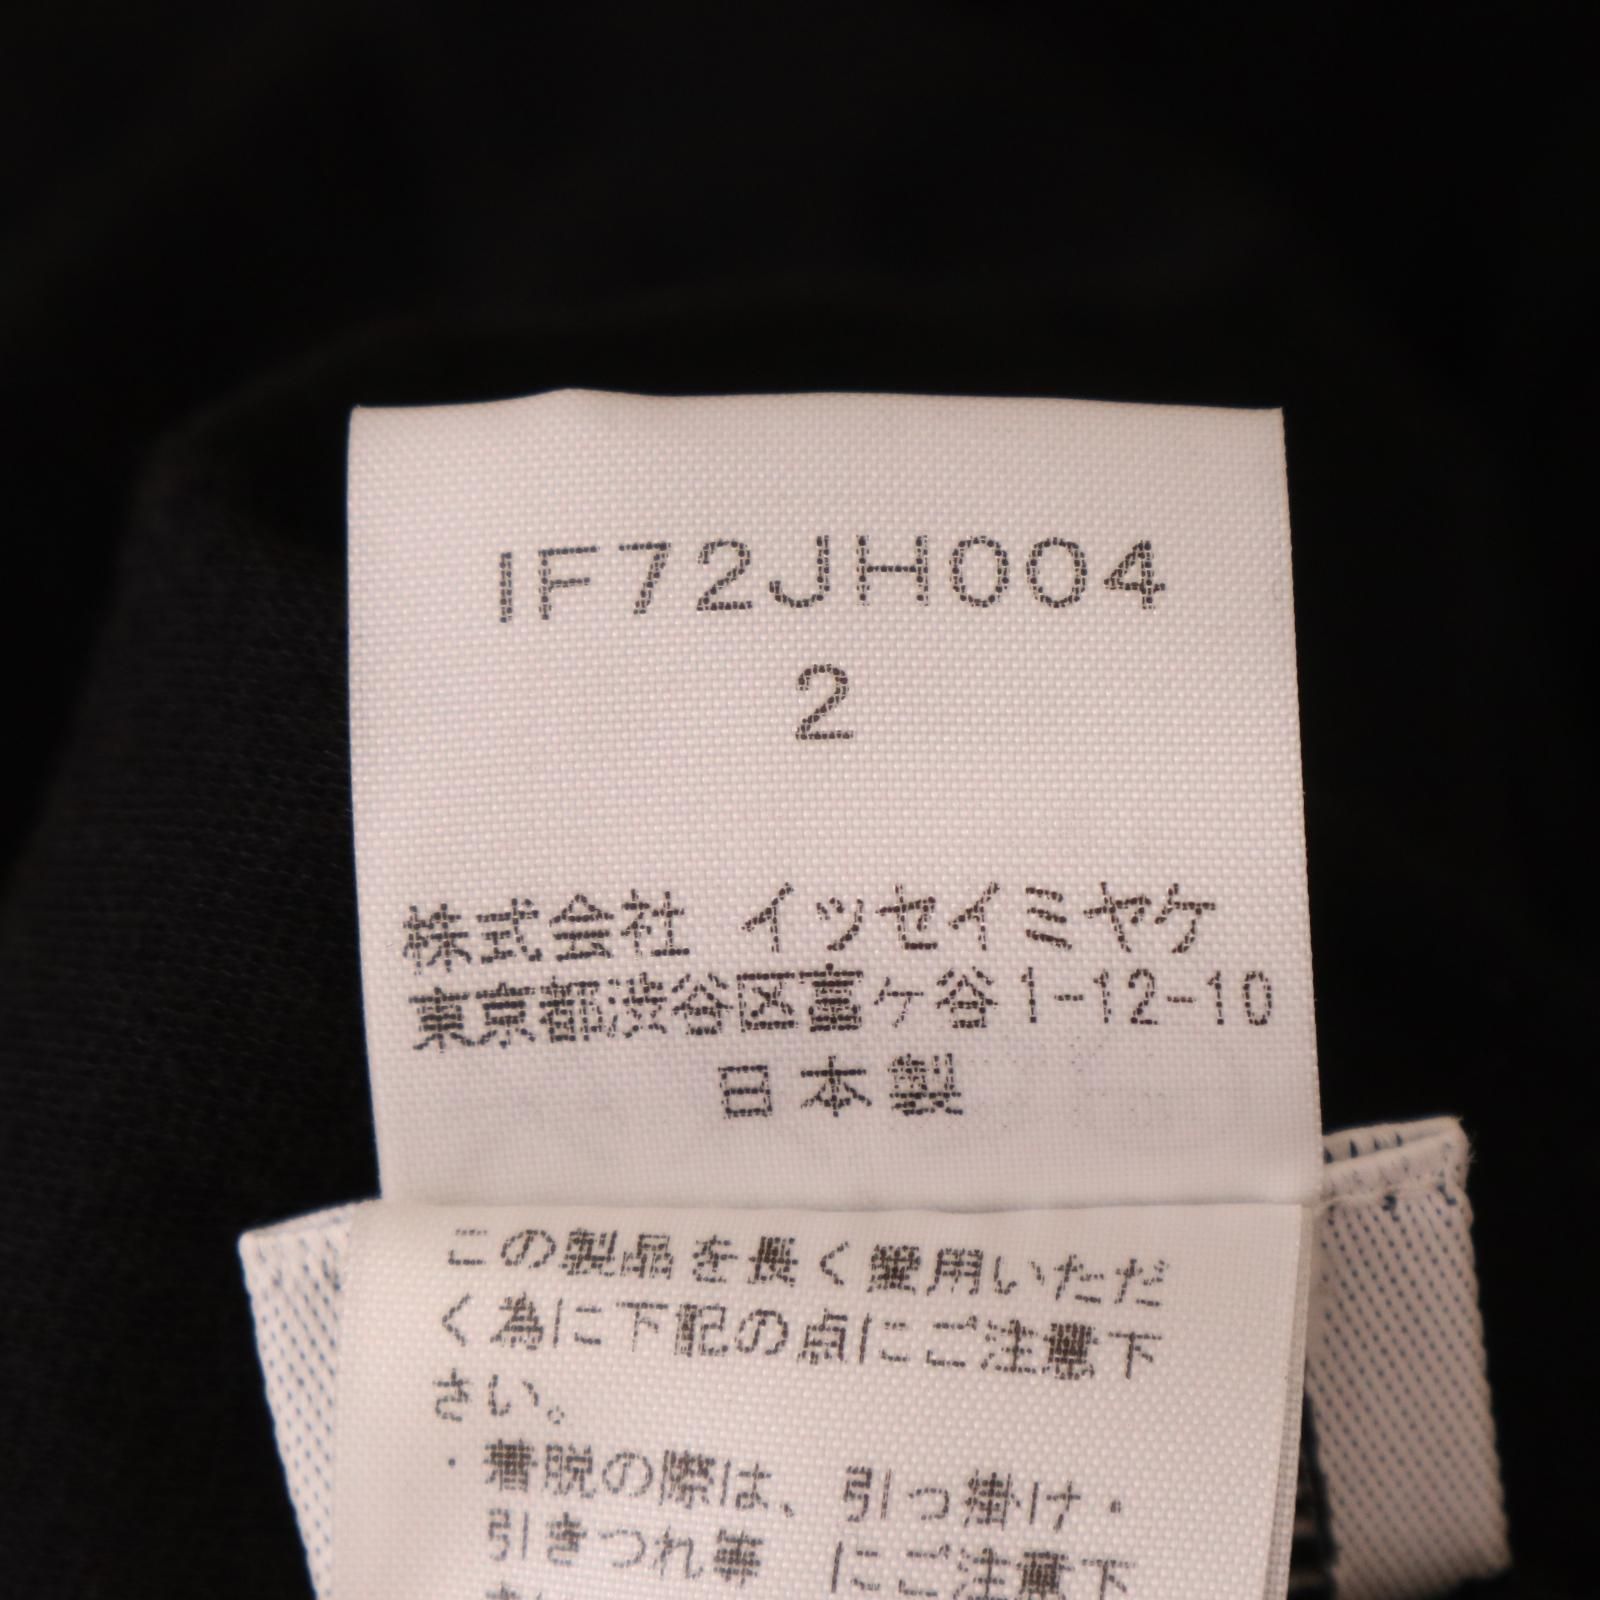 IF72JH004
2
株式会社 イッセイミヤケ
東京都渋谷区富ヶ谷1-12-10
日本製
この製品を長く愛用いただ
く為に下記の点にご注意下
さい。
・着脱の際は、引っ掛け・
引きつれ等 にご注意下